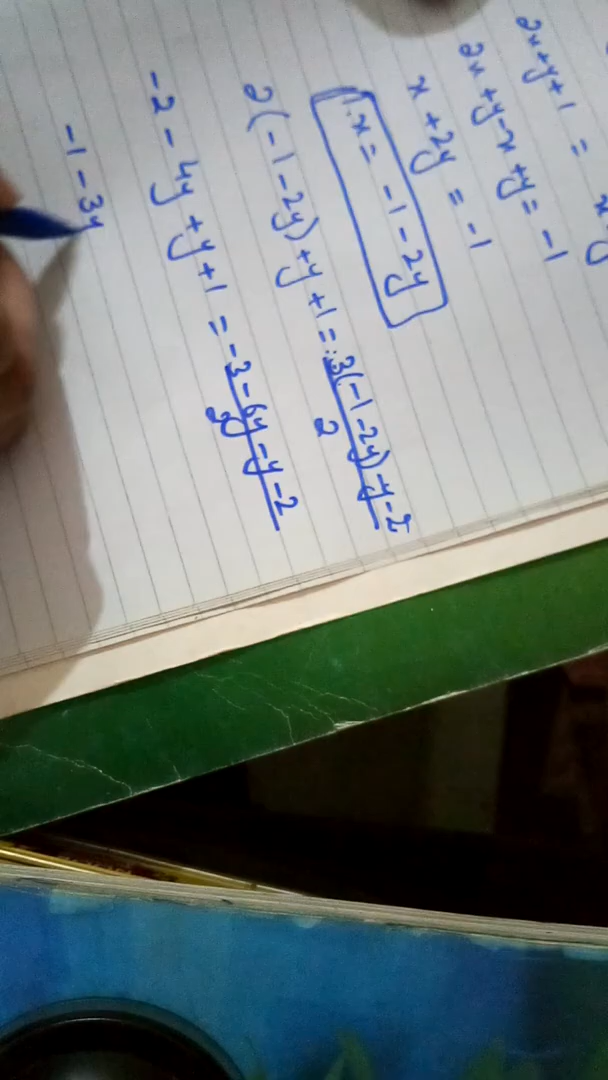 2x + y + 1 = x - y
2x + y - x + y = -1
x + 2y = -1
x = -1 - 2y
2(-1 - 2y) + y + 1 = 3(-1 - 2y) - y - 2
2
-2 - 4y + y + 1 = -3 - 6y - y - 2
-1 - 3y